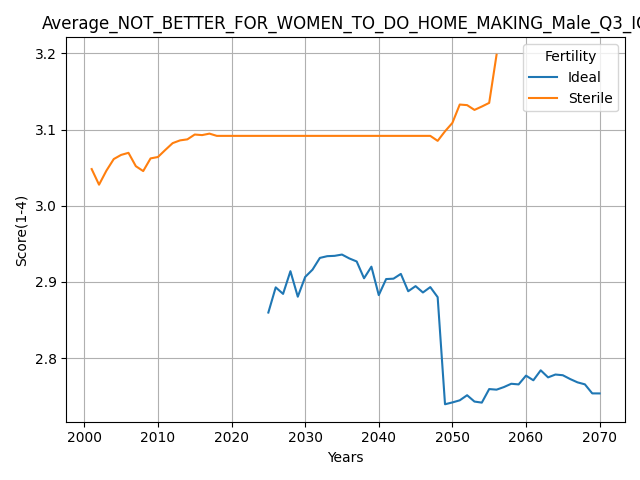 Average_NOT_BETTER_FOR_WOMEN_TO_DO_HOME_MAKING_Male_Q3_IC
Fertility
Ideal
Sterile
Score(1-4)
3.2
3.1
3.0
2.9
2.8
2000 2010 2020 2030 2040 2050 2060 2070
Years